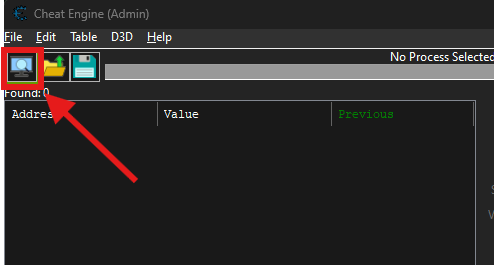 Cheat Engine (Admin)
File Edit Table D3D Help
No Process Selected
Found: 0
Address Value Previous